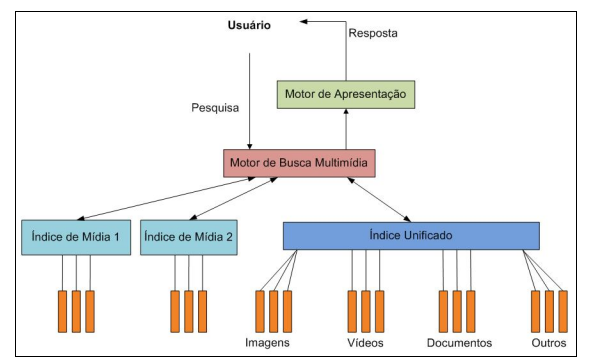 Usuário
Resposta
Motor de Apresentação
Pesquisa
Motor de Busca Multimídia
Índice de Mídia 1
Índice de Mídia 2
Índice Unificado
Imagens
Vídeos
Documentos
Outros